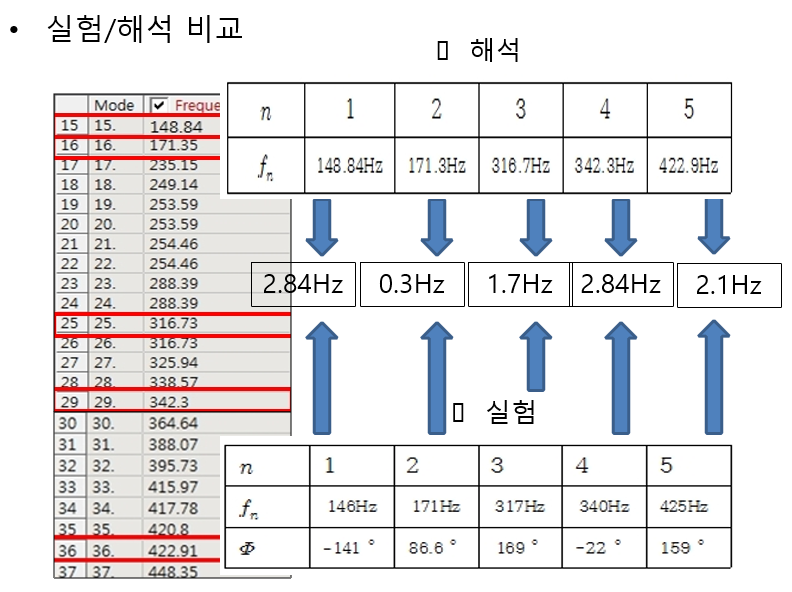 • 실험/해석 비교
▯ 해석
Mode Freque
15 15. 148.84
16 16. 171.35
17 17. 235.15
18 18. 249.14
19 19. 253.59
20 20. 253.59
21 21. 254.46
22 22. 254.46
23 23. 288.39
24 24. 288.39
25 25. 316.73
26 26. 316.73
27 27. 325.94
28 28. 338.57
29 29. 342.3
30 30. 364.64
31 31. 388.07
32 32. 395.73
33 33. 415.97
34 34. 417.78
35 35. 420.8
36 36. 422.91
37 37. 448.35
n 1 2 3 4 5
fn 148.84Hz 171.3Hz 316.7Hz 342.3Hz 422.9Hz
2.84Hz 0.3Hz 1.7Hz 2.84Hz 2.1Hz
▯ 실험
n 1 2 3 4 5
fn 146Hz 171Hz 317Hz 340Hz 425Hz
Φ -141 ° 86.6 ° 169 ° -22 ° 159 °